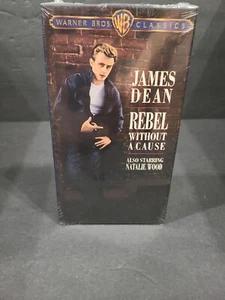 WARNER BROS. WB CLASSICS
JAMES
DEAN
REBEL
WITHOUT
A CAUSE
ALSO STARRING
NATALIE WOOD